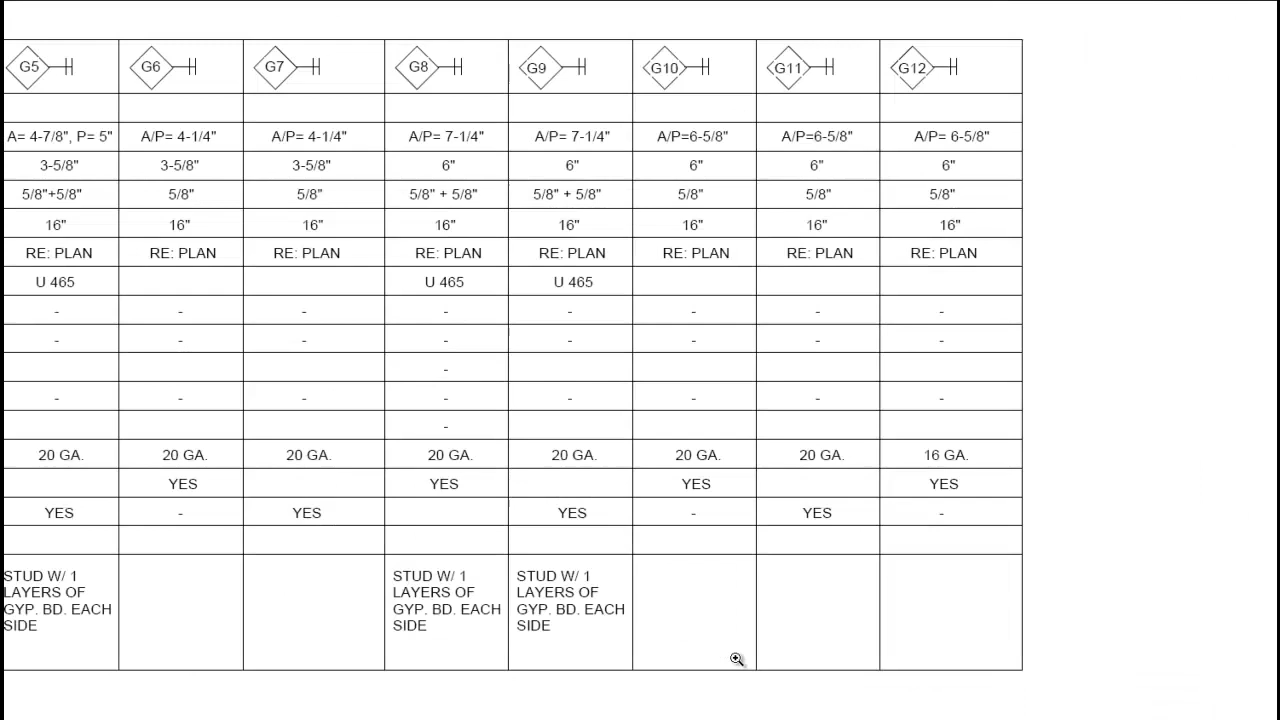 G5 G6 G7 G8 G9 G10 G11 G12
A= 4-7/8", P= 5" A/P= 4-1/4" A/P= 4-1/4" A/P= 7-1/4" A/P= 7-1/4" A/P=6-5/8" A/P=6-5/8" A/P= 6-5/8"
3-5/8" 3-5/8" 3-5/8" 6" 6" 6" 6" 6"
5/8"+5/8" 5/8" 5/8" 5/8" + 5/8" 5/8" + 5/8" 5/8" 5/8" 5/8"
16" 16" 16" 16" 16" 16" 16" 16"
RE: PLAN RE: PLAN RE: PLAN RE: PLAN RE: PLAN RE: PLAN RE: PLAN RE: PLAN
U 465 U 465 U 465
- - - - - - - -
- - - - - - - -
-
- - - - - - - -
-
20 GA. 20 GA. 20 GA. 20 GA. 20 GA. 20 GA. 20 GA. 16 GA.
YES YES YES YES
YES - YES YES - YES -
STUD W/ 1
LAYERS OF
GYP. BD. EACH
SIDE
STUD W/ 1
LAYERS OF
GYP. BD. EACH
SIDE
STUD W/ 1
LAYERS OF
GYP. BD. EACH
SIDE